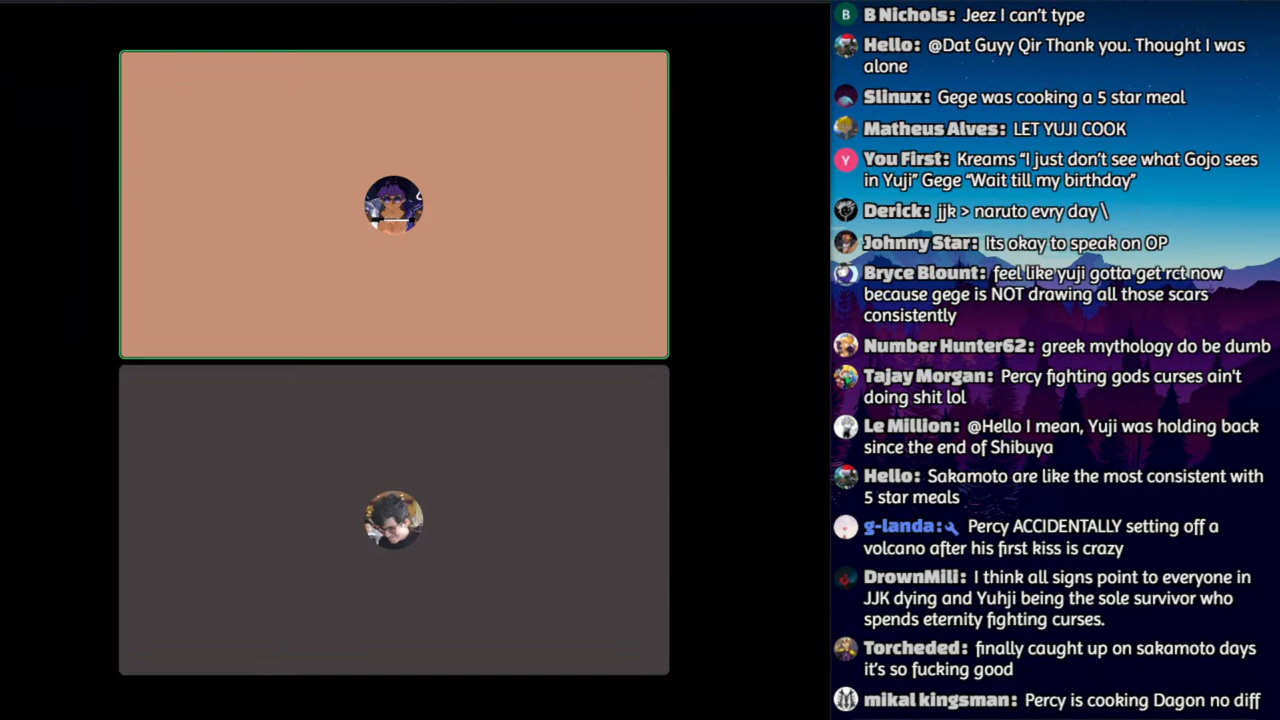 B
B Nichols: Jeez I can't type
Hello: @Dat Guyy Qir Thank you. Thought I was
alone
Slinux: Gege was cooking a 5 star meal
Matheus Alves: LET YUJI COOK
Y
You First: Kreams “I just don't see what Gojo sees
in Yuji” Gege “Wait till my birthday”
Derick: jjk > naruto evry day \
Johnny Star: Its okay to speak on OP
Bryce Blount: feel like yuji gotta get rct now
because gege is NOT drawing all those scars
consistently
Number Hunter62: greek mythology do be dumb
Tajay Morgan: Percy fighting gods curses ain't
doing shit lol
Le Million: @Hello I mean, Yuji was holding back
since the end of Shibuya
Hello: Sakamoto are like the most consistent with
5 star meals
g-landa: Percy ACCIDENTALLY setting off a
volcano after his first kiss is crazy
DrownMili: I think all signs point to everyone in
JJK dying and Yuhji being the sole survivor who
spends eternity fighting curses.
Torcheded: finally caught up on sakamoto days
it's so fucking good
mikal kingsman: Percy is cooking Dagon no diff